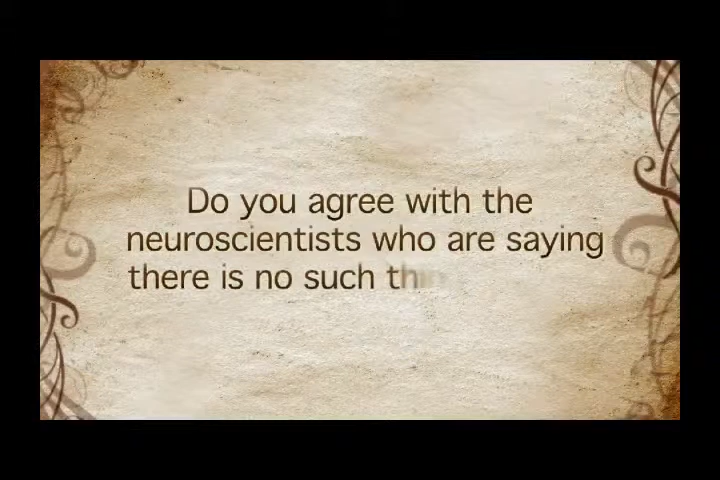 Do you agree with the
neuroscientists who are saying
there is no such